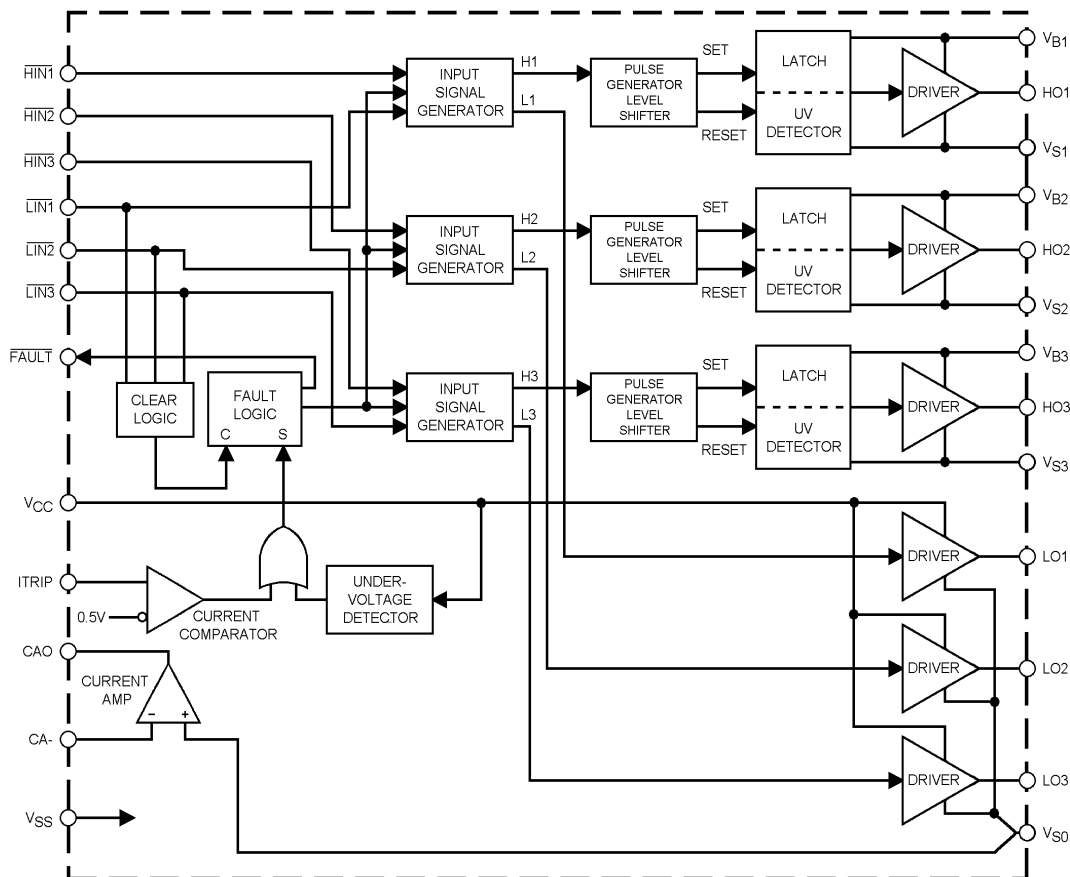 HIN1
HIN2
HIN3
LIN1
LIN2
LIN3
FAULT
VCC
ITRIP
0.5V
CAO
CA-
VSS
CLEAR
LOGIC
FAULT
LOGIC
C S
CURRENT
COMPARATOR
UNDER-
VOLTAGE
DETECTOR
CURRENT
AMP
- +
INPUT
SIGNAL
GENERATOR
H1
L1
PULSE
GENERATOR
LEVEL
SHIFTER
SET
RESET
LATCH
UV
DETECTOR
DRIVER
VB1
HO1
VS1
INPUT
SIGNAL
GENERATOR
H2
L2
PULSE
GENERATOR
LEVEL
SHIFTER
SET
RESET
LATCH
UV
DETECTOR
DRIVER
VB2
HO2
VS2
INPUT
SIGNAL
GENERATOR
H3
L3
PULSE
GENERATOR
LEVEL
SHIFTER
SET
RESET
LATCH
UV
DETECTOR
DRIVER
VB3
HO3
VS3
DRIVER
LO1
DRIVER
LO2
DRIVER
LO3
VS0